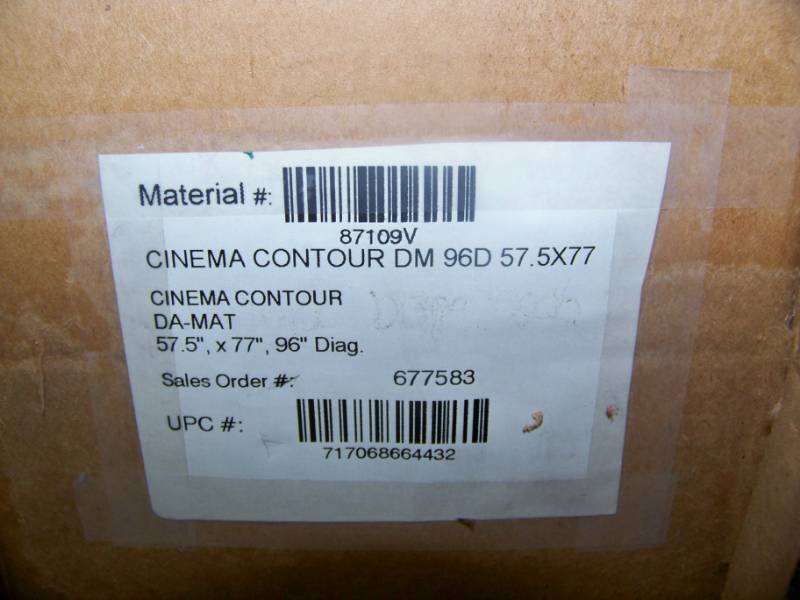 Material #:
87109V
CINEMA CONTOUR DM 96D 57.5X77
CINEMA CONTOUR
DA-MAT
57.5", x 77", 96" Diag.
Sales Order #: 677583
UPC #:
717068664432